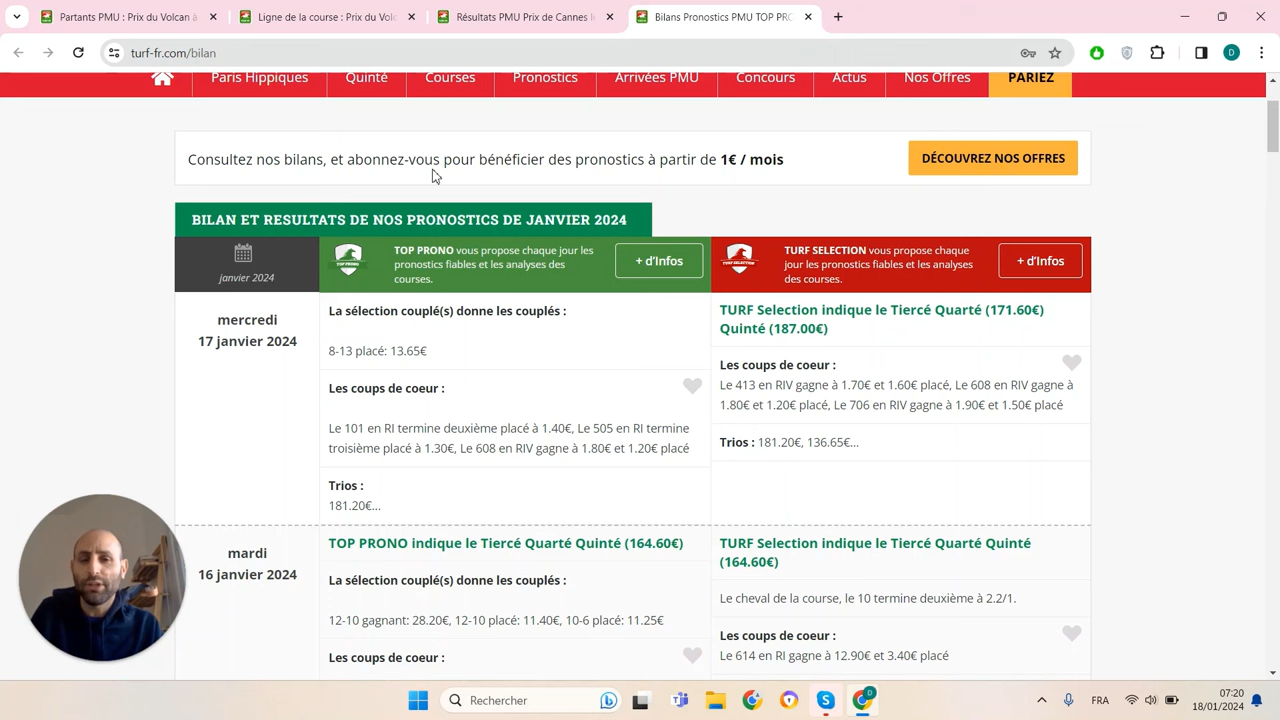 Partants PMU : Prix du Volcan à
Ligne de la course : Prix du Volc
Résultats PMU Prix de Cannes l
Bilans Pronostics PMU TOP PRO
turf-fr.com/bilan
Paris Hippiques
Quinté
Courses
Pronostics
Arrivées PMU
Concours
Actus
Nos Offres
PARIEZ
Consultez nos bilans, et abonnez-vous pour bénéficier des pronostics à partir de 1€ / mois
DÉCOUVREZ NOS OFFRES
BILAN ET RESULTATS DE NOS PRONOSTICS DE JANVIER 2024
janvier 2024
TOP PRONO
TOP PRONO vous propose chaque jour les
pronostics fiables et les analyses des
courses.
+ d'Infos
TURF SELECTION
TURF SELECTION vous propose chaque
jour les pronostics fiables et les analyses
des courses.
+ d'Infos
mercredi
17 janvier 2024
La sélection couplé(s) donne les couplés :
8-13 placé: 13.65€
Les coups de coeur :
Le 101 en RI termine deuxième placé à 1.40€, Le 505 en RI termine
troisième placé à 1.30€, Le 608 en RIV gagne à 1.80€ et 1.20€ placé
Trios :
181.20€...
TURF Selection indique le Tiercé Quarté (171.60€)
Quinté (187.00€)
Les coups de coeur :
Le 413 en RIV gagne à 1.70€ et 1.60€ placé, Le 608 en RIV gagne à
1.80€ et 1.20€ placé, Le 706 en RIV gagne à 1.90€ et 1.50€ placé
Trios : 181.20€, 136.65€...
mardi
16 janvier 2024
TOP PRONO indique le Tiercé Quarté Quinté (164.60€)
La sélection couplé(s) donne les couplés :
12-10 gagnant: 28.20€, 12-10 placé: 11.40€, 10-6 placé: 11.25€
Les coups de coeur :
TURF Selection indique le Tiercé Quarté Quinté
(164.60€)
Le cheval de la course, le 10 termine deuxième à 2.2/1.
Les coups de coeur :
Le 614 en RI gagne à 12.90€ et 3.40€ placé
Rechercher
FRA
07:20
18/01/2024